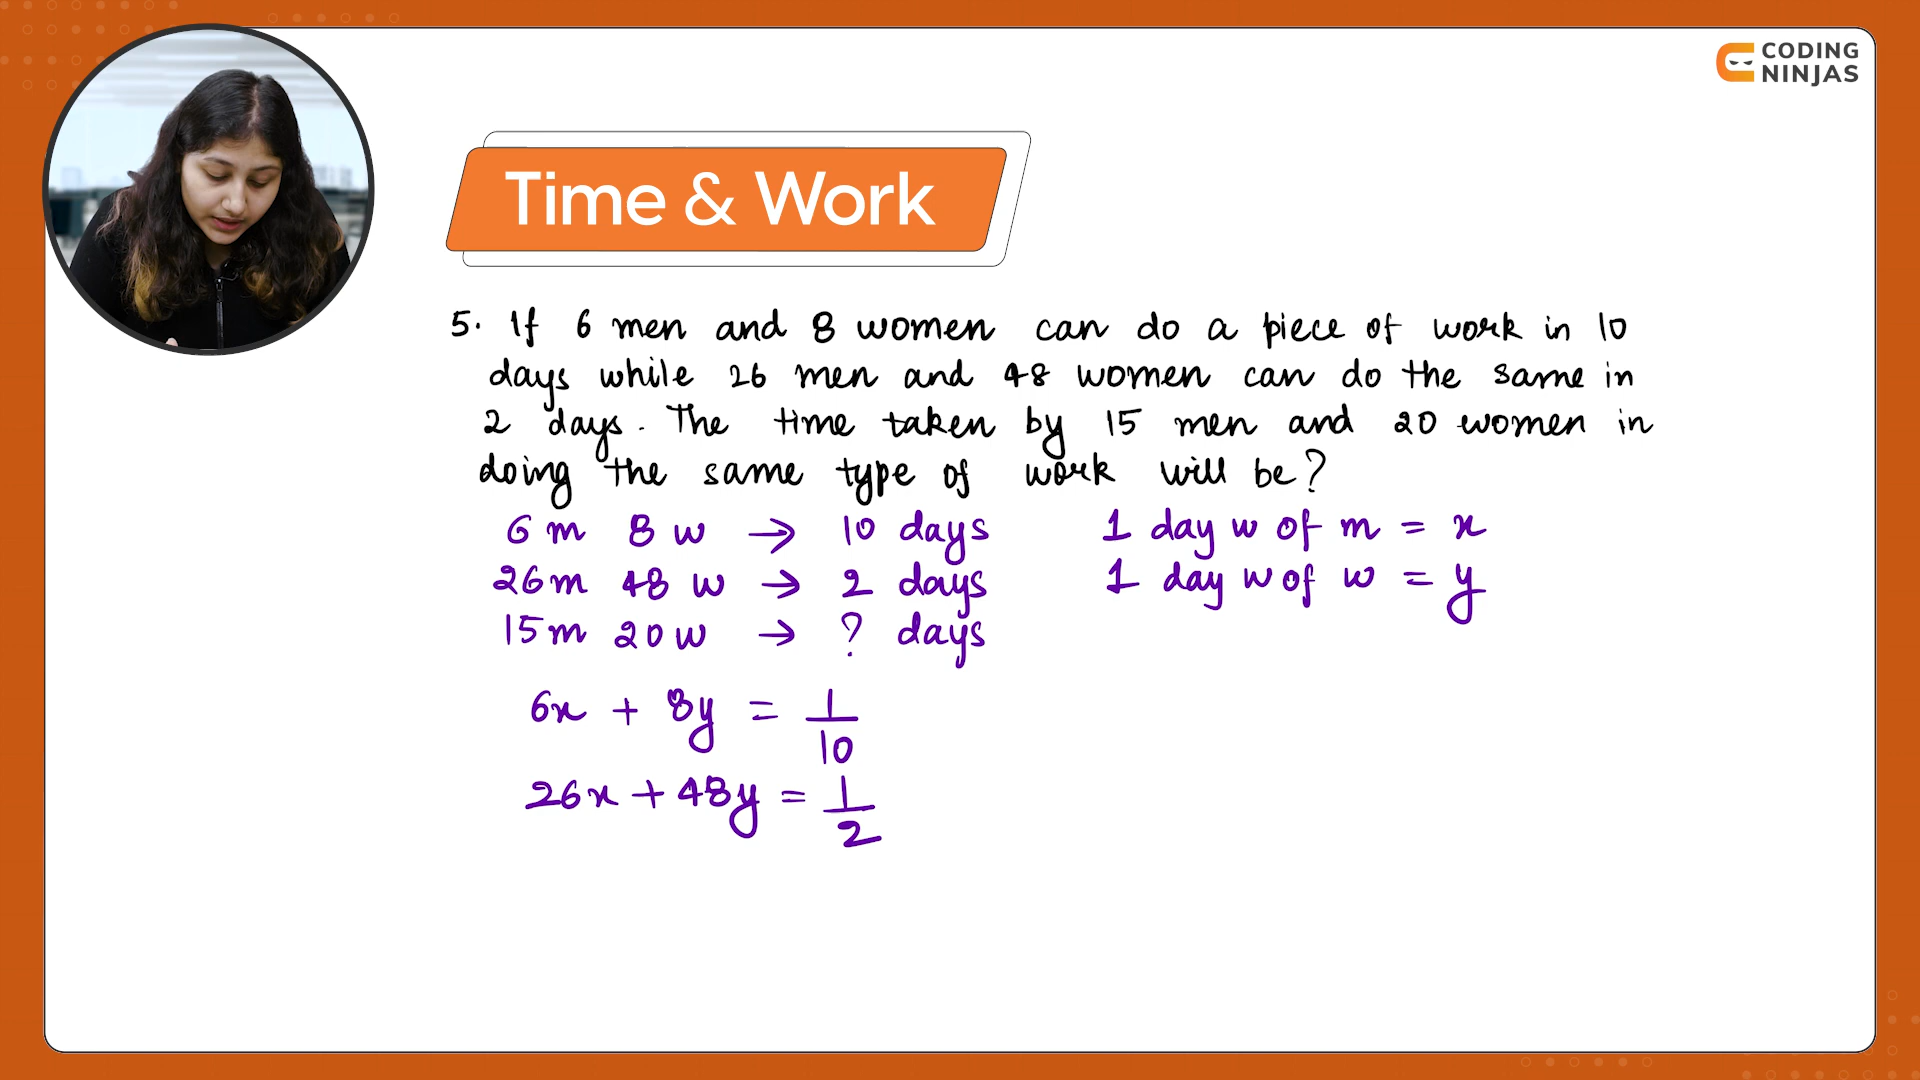 CODING
NINJAS
Time & Work
5. If 6 men and 8 women can do a piece of work in 10
days while 26 men and 48 women can do the same in
2 days. The time taken by 15 men and 20 women in
doing the same type of work will be?
6 m 8 w → 10 days
1 day w of m = x
26 m 48 w → 2 days
1 day w of w = y
15 m 20 w → ? days
6x + 8y = 1/10
26x + 48y = 1/2